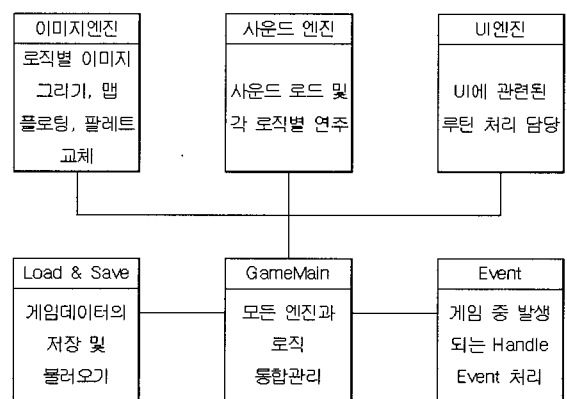 이미지엔진
로직별 이미지
그리기, 맵
플로팅, 팔레트
교체
사운드 엔진
사운드 로드 및
각 로직별 연주
UI엔진
UI에 관련된
루틴 처리 담당
Load & Save
게임데이터의
저장 및
불러오기
GameMain
모든 엔진과
로직
통합관리
Event
게임 중 발생
되는 Handle
Event 처리